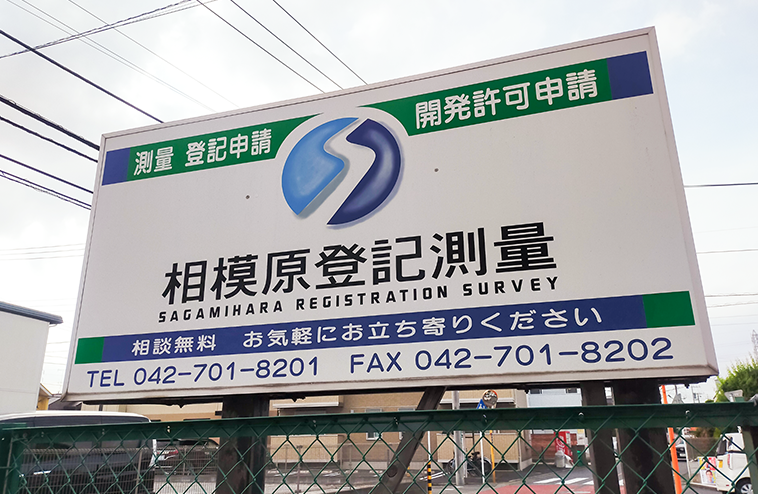 測量 登記申請
開発許可申請
相模原登記測量
SAGAMIHARA REGISTRATION SURVEY
相談無料 お気軽にお立ち寄りください
TEL 042-701-8201 FAX 042-701-8202